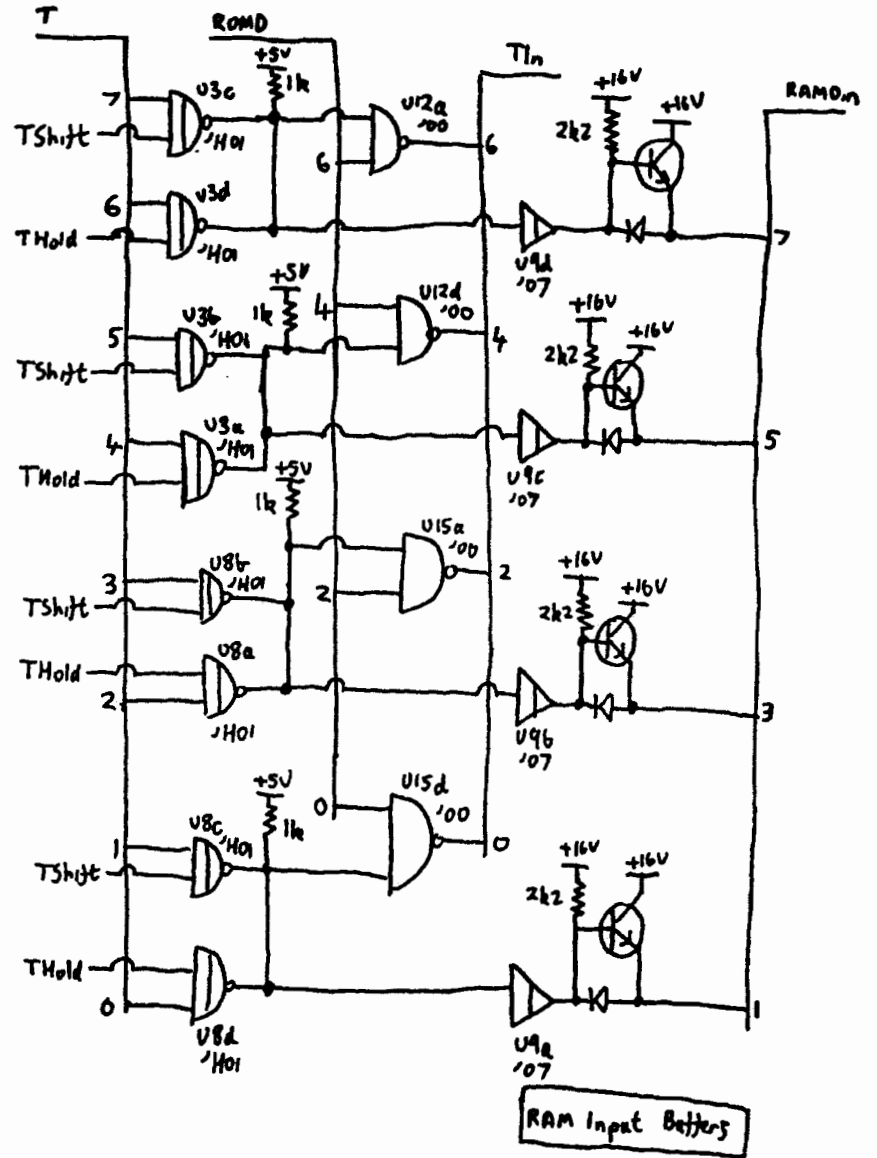 T
ROMD
+5V
1k
TIn
+16V
+16V
2k2
RAMDin
7
U3c
'H01
TShift
U12a
'00
6
6
6
U3d
'H01
THold
U9d
'07
7
+5V
1k
4
U12d
'00
4
+16V
+16V
2k2
5
U3b
'H01
TShift
4
U3a
'H01
THold
U9c
'07
5
+5V
1k
U15a
'00
2
2
+16V
+16V
2k2
3
U8b
'H01
TShift
THold
U8a
2
'H01
U9b
'07
3
+5V
1k
0
U15d
'00
0
+16V
+16V
2k2
1
U8c
'H01
TShift
THold
0
U8d
'H01
U9a
'07
1
RAM Input Buffers